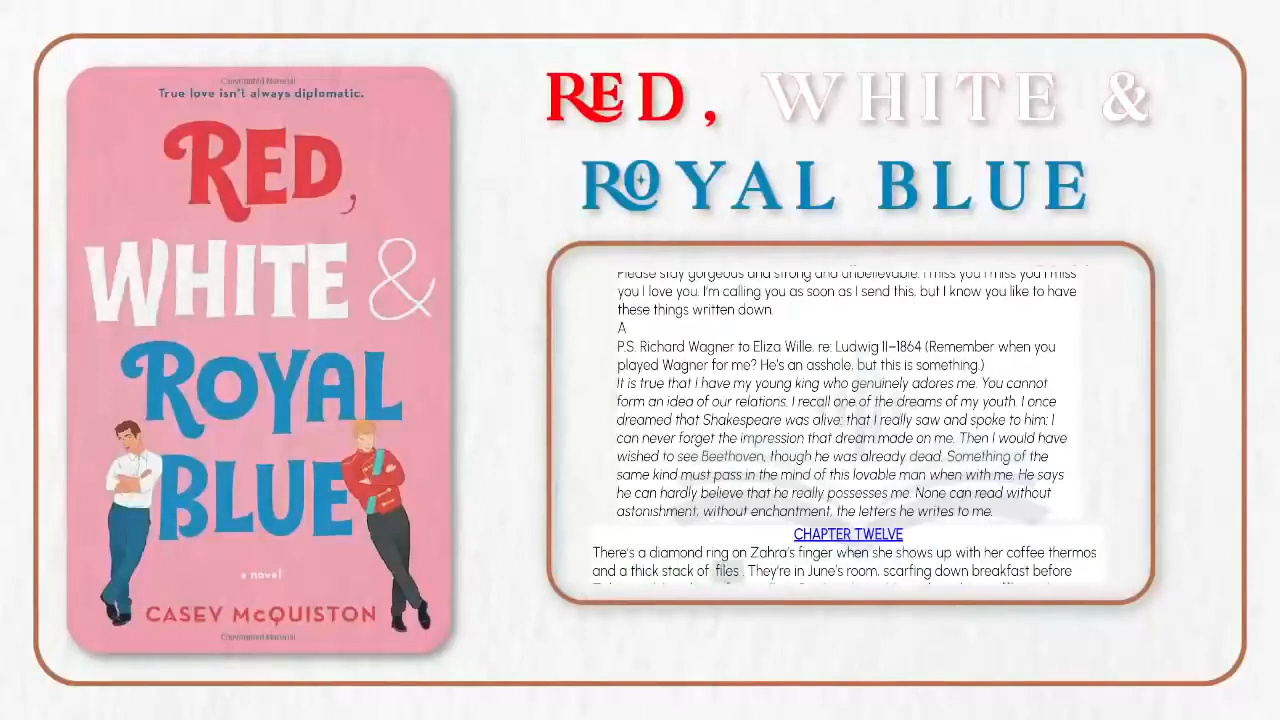 Copyrighted Material
True love isn't always diplomatic.
RED,
WHITE &
ROYAL
BLUE
a novel
CASEY McQUISTON
Copyrighted Material
RED, WHITE &
ROYAL BLUE
Please stay gorgeous and strong and unbelievable. I miss you I miss you I miss
you I love you. I'm calling you as soon as I send this, but I know you like to have
these things written down.
A
P.S. Richard Wagner to Eliza Wille, re: Ludwig II–1864 (Remember when you
played Wagner for me? He's an asshole, but this is something.)
It is true that I have my young king who genuinely adores me. You cannot
form an idea of our relations. I recall one of the dreams of my youth. I once
dreamed that Shakespeare was alive: that I really saw and spoke to him: I
can never forget the impression that dream made on me. Then I would have
wished to see Beethoven, though he was already dead. Something of the
same kind must pass in the mind of this lovable man when with me. He says
he can hardly believe that he really possesses me. None can read without
astonishment, without enchantment, the letters he writes to me.
CHAPTER TWELVE
There's a diamond ring on Zahra's finger when she shows up with her coffee thermos
and a thick stack of files. They're in June's room, scarfing down breakfast before